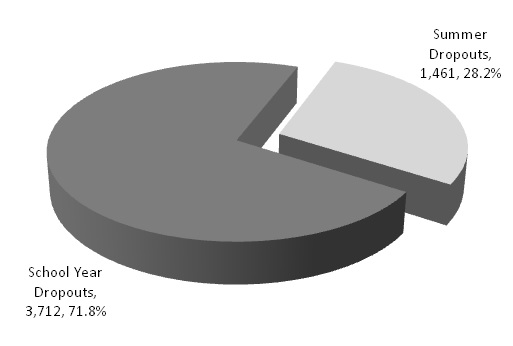 Summer
Dropouts,
1,461, 28.2%
School Year
Dropouts,
3,712, 71.8%